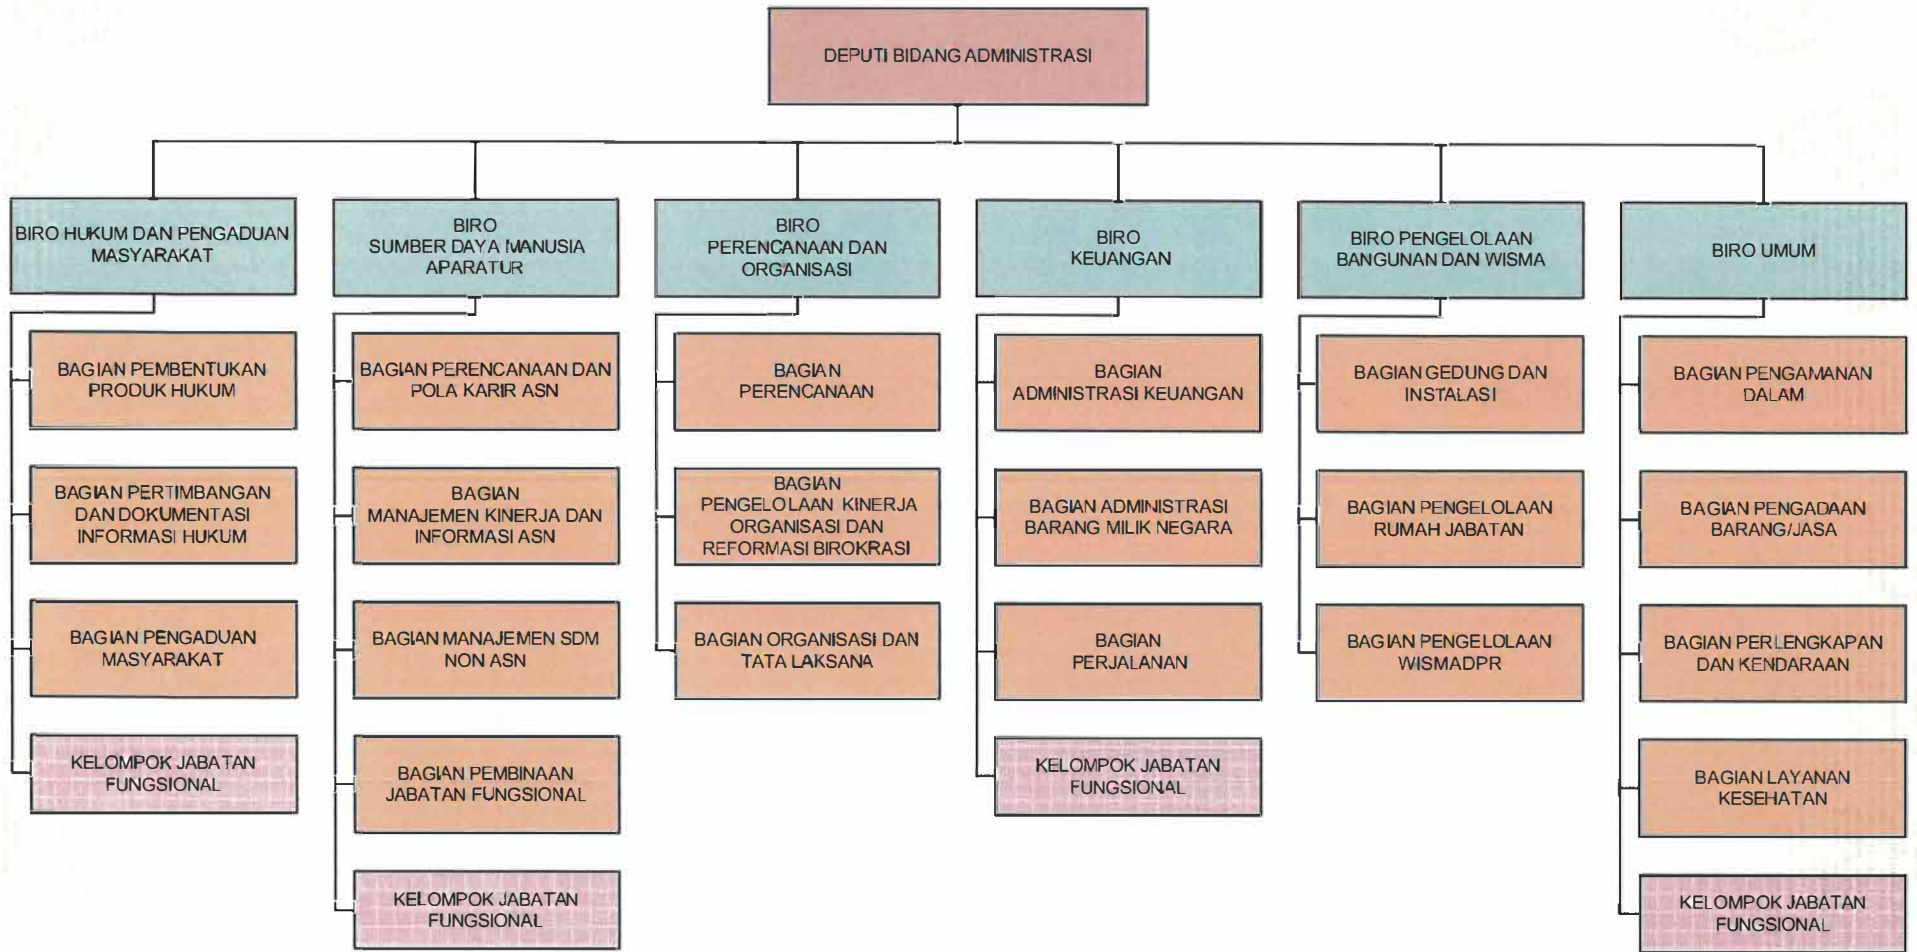 DEPUTI BIDANG ADMINISTRASI
BIRO HUKUM DAN PENGADUAN
MASYARAKAT
BAGIAN PEMBENTUKAN
PRODUK HUKUM
BAGIAN PERTIMBANGAN
DAN DOKUMENTASI
INFORMASI HUKUM
BAGIAN PENGADUAN
MASYARAKAT
KELOMPOK JABATAN
FUNGSIONAL
BIRO
SUMBER DAYA MANUSIA
APARATUR
BAGIAN PERENCANAAN DAN
POLA KARIR ASN
BAGIAN
MANAJEMEN KINERJA DAN
INFORMASI ASN
BAGIAN MANAJEMEN SDM
NON ASN
BAGIAN PEMBINAAN
JABATAN FUNGSIONAL
KELOMPOK JABATAN
FUNGSIONAL
BIRO
PERENCANAAN DAN
ORGANISASI
BAGIAN
PERENCANAAN
BAGIAN
PENGELOLAAN KINERJA
ORGANISASI DAN
REFORMASI BIROKRASI
BAGIAN ORGANISASI DAN
TATA LAKSANA
BIRO
KEUANGAN
BAGIAN
ADMINISTRASI KEUANGAN
BAGIAN ADMINISTRASI
BARANG MILIK NEGARA
BAGIAN
PERJALANAN
KELOMPOK JABATAN
FUNGSIONAL
BIRO PENGELOLAAN
BANGUNAN DAN WISMA
BAGIAN GEDUNG DAN
INSTALASI
BAGIAN PENGELOLAAN
RUMAH JABATAN
BAGIAN PENGELOLAAN
WISMADPR
BIRO UMUM
BAGIAN PENGAMANAN
DALAM
BAGIAN PENGADAAN
BARANG/JASA
BAGIAN PERLENGKAPAN
DAN KENDARAAN
BAGIAN LAYANAN
KESEHATAN
KELOMPOK JABATAN
FUNGSIONAL